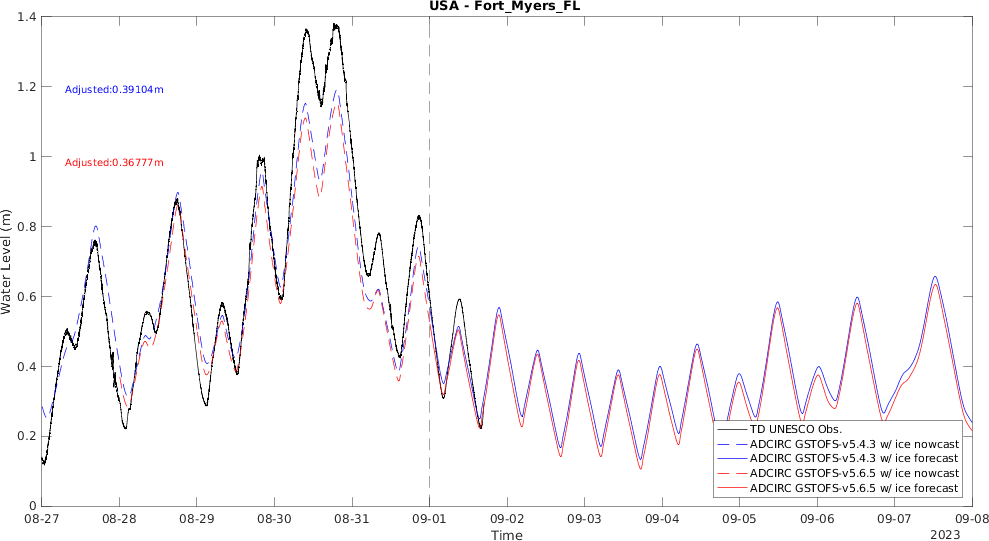 USA - Fort_Myers_FL
1.4
1.2
1
0.8
0.6
0.4
0.2
0
Water Level (m)
Adjusted:0.39104m
Adjusted:0.36777m
TD UNESCO Obs.
ADCIRC GSTOFS-v5.4.3 w/ ice nowcast
ADCIRC GSTOFS-v5.4.3 w/ ice forecast
ADCIRC GSTOFS-v5.6.5 w/ ice nowcast
ADCIRC GSTOFS-v5.6.5 w/ ice forecast
08-27 08-28 08-29 08-30 08-31 09-01 09-02 09-03 09-04 09-05 09-06 09-07 09-08
Time
2023